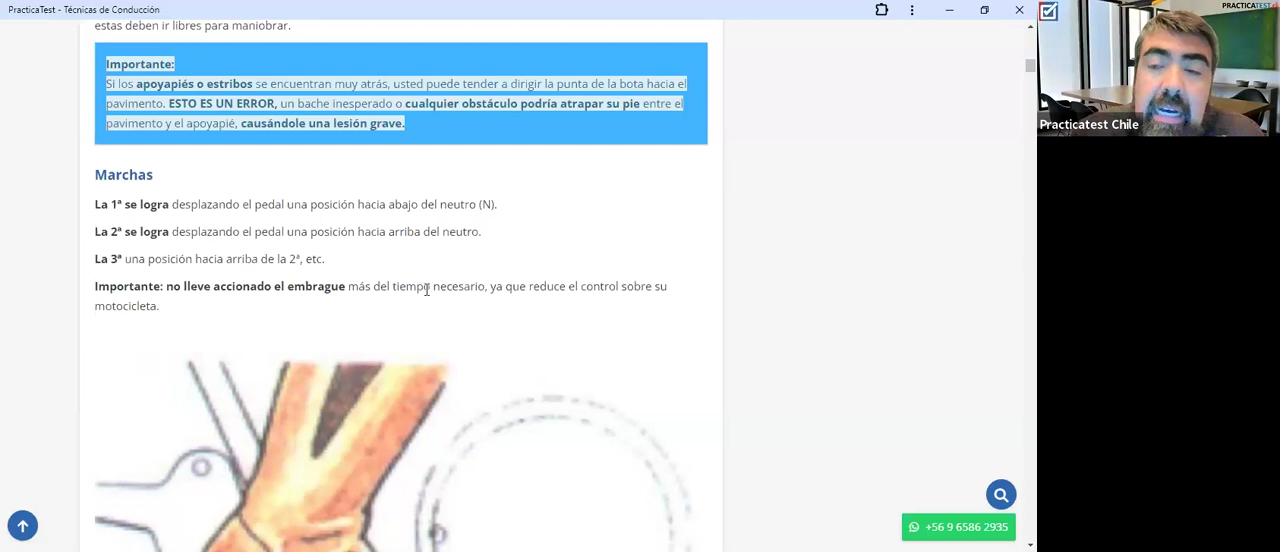 PracticaTest - Técnicas de Conducción
estas deben ir libres para maniobrar.
Importante:
Si los apoyapiés o estribos se encuentran muy atrás, usted puede tender a dirigir la punta de la bota hacia el
pavimento. ESTO ES UN ERROR, un bache inesperado o cualquier obstáculo podría atrapar su pie entre el
pavimento y el apoyapié, causándole una lesión grave.
Marchas
La 1ª se logra desplazando el pedal una posición hacia abajo del neutro (N).
La 2ª se logra desplazando el pedal una posición hacia arriba del neutro.
La 3ª una posición hacia arriba de la 2ª, etc.
Importante: no lleve accionado el embrague más del tiempo necesario, ya que reduce el control sobre su
motocicleta.
+56 9 6586 2935
PRACTICATEST
Practicatest Chile